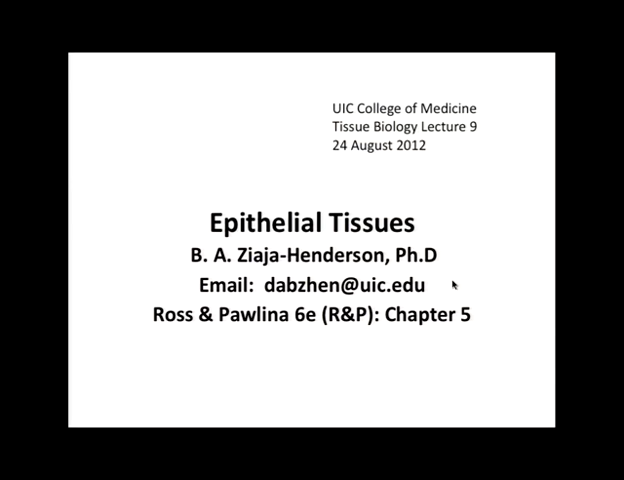 UIC College of Medicine
Tissue Biology Lecture 9
24 August 2012
Epithelial Tissues
B. A. Ziaja-Henderson, Ph.D
Email:  dabzhen@uic.edu
Ross & Pawlina 6e (R&P): Chapter 5